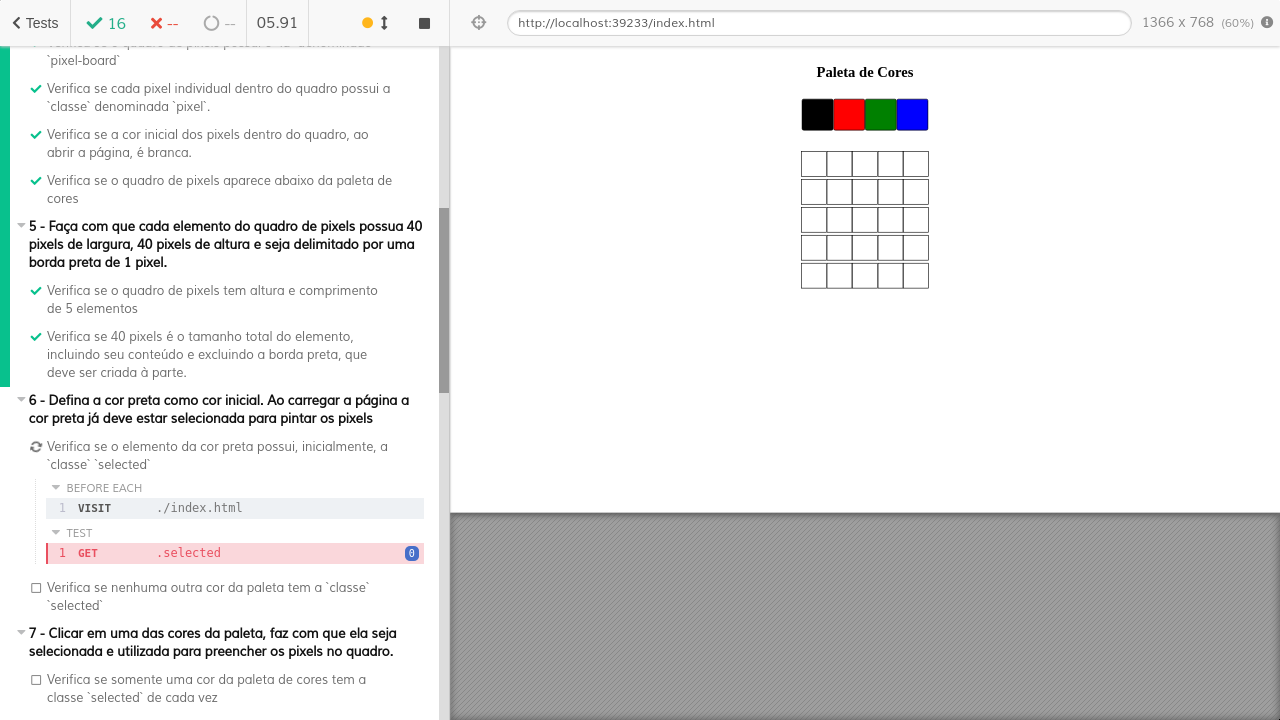 Tests
16
--
--
05.91
http://localhost:39233/index.html
1366 x 768 (60%)
`pixel-board`
Verifica se cada pixel individual dentro do quadro possui a
`classe` denominada `pixel`.
Verifica se a cor inicial dos pixels dentro do quadro, ao
abrir a página, é branca.
Verifica se o quadro de pixels aparece abaixo da paleta de
cores
5 - Faça com que cada elemento do quadro de pixels possua 40
pixels de largura, 40 pixels de altura e seja delimitado por uma
borda preta de 1 pixel.
Verifica se o quadro de pixels tem altura e comprimento
de 5 elementos
Verifica se 40 pixels é o tamanho total do elemento,
incluindo seu conteúdo e excluindo a borda preta, que
deve ser criada à parte.
6 - Defina a cor preta como cor inicial. Ao carregar a página a
cor preta já deve estar selecionada para pintar os pixels
Verifica se o elemento da cor preta possui, inicialmente, a
`classe` `selected`
BEFORE EACH
1 VISIT ./index.html
TEST
1 GET .selected 0
Verifica se nenhuma outra cor da paleta tem a `classe`
`selected`
7 - Clicar em uma das cores da paleta, faz com que ela seja
selecionada e utilizada para preencher os pixels no quadro.
Verifica se somente uma cor da paleta de cores tem a
classe `selected` de cada vez
Paleta de Cores